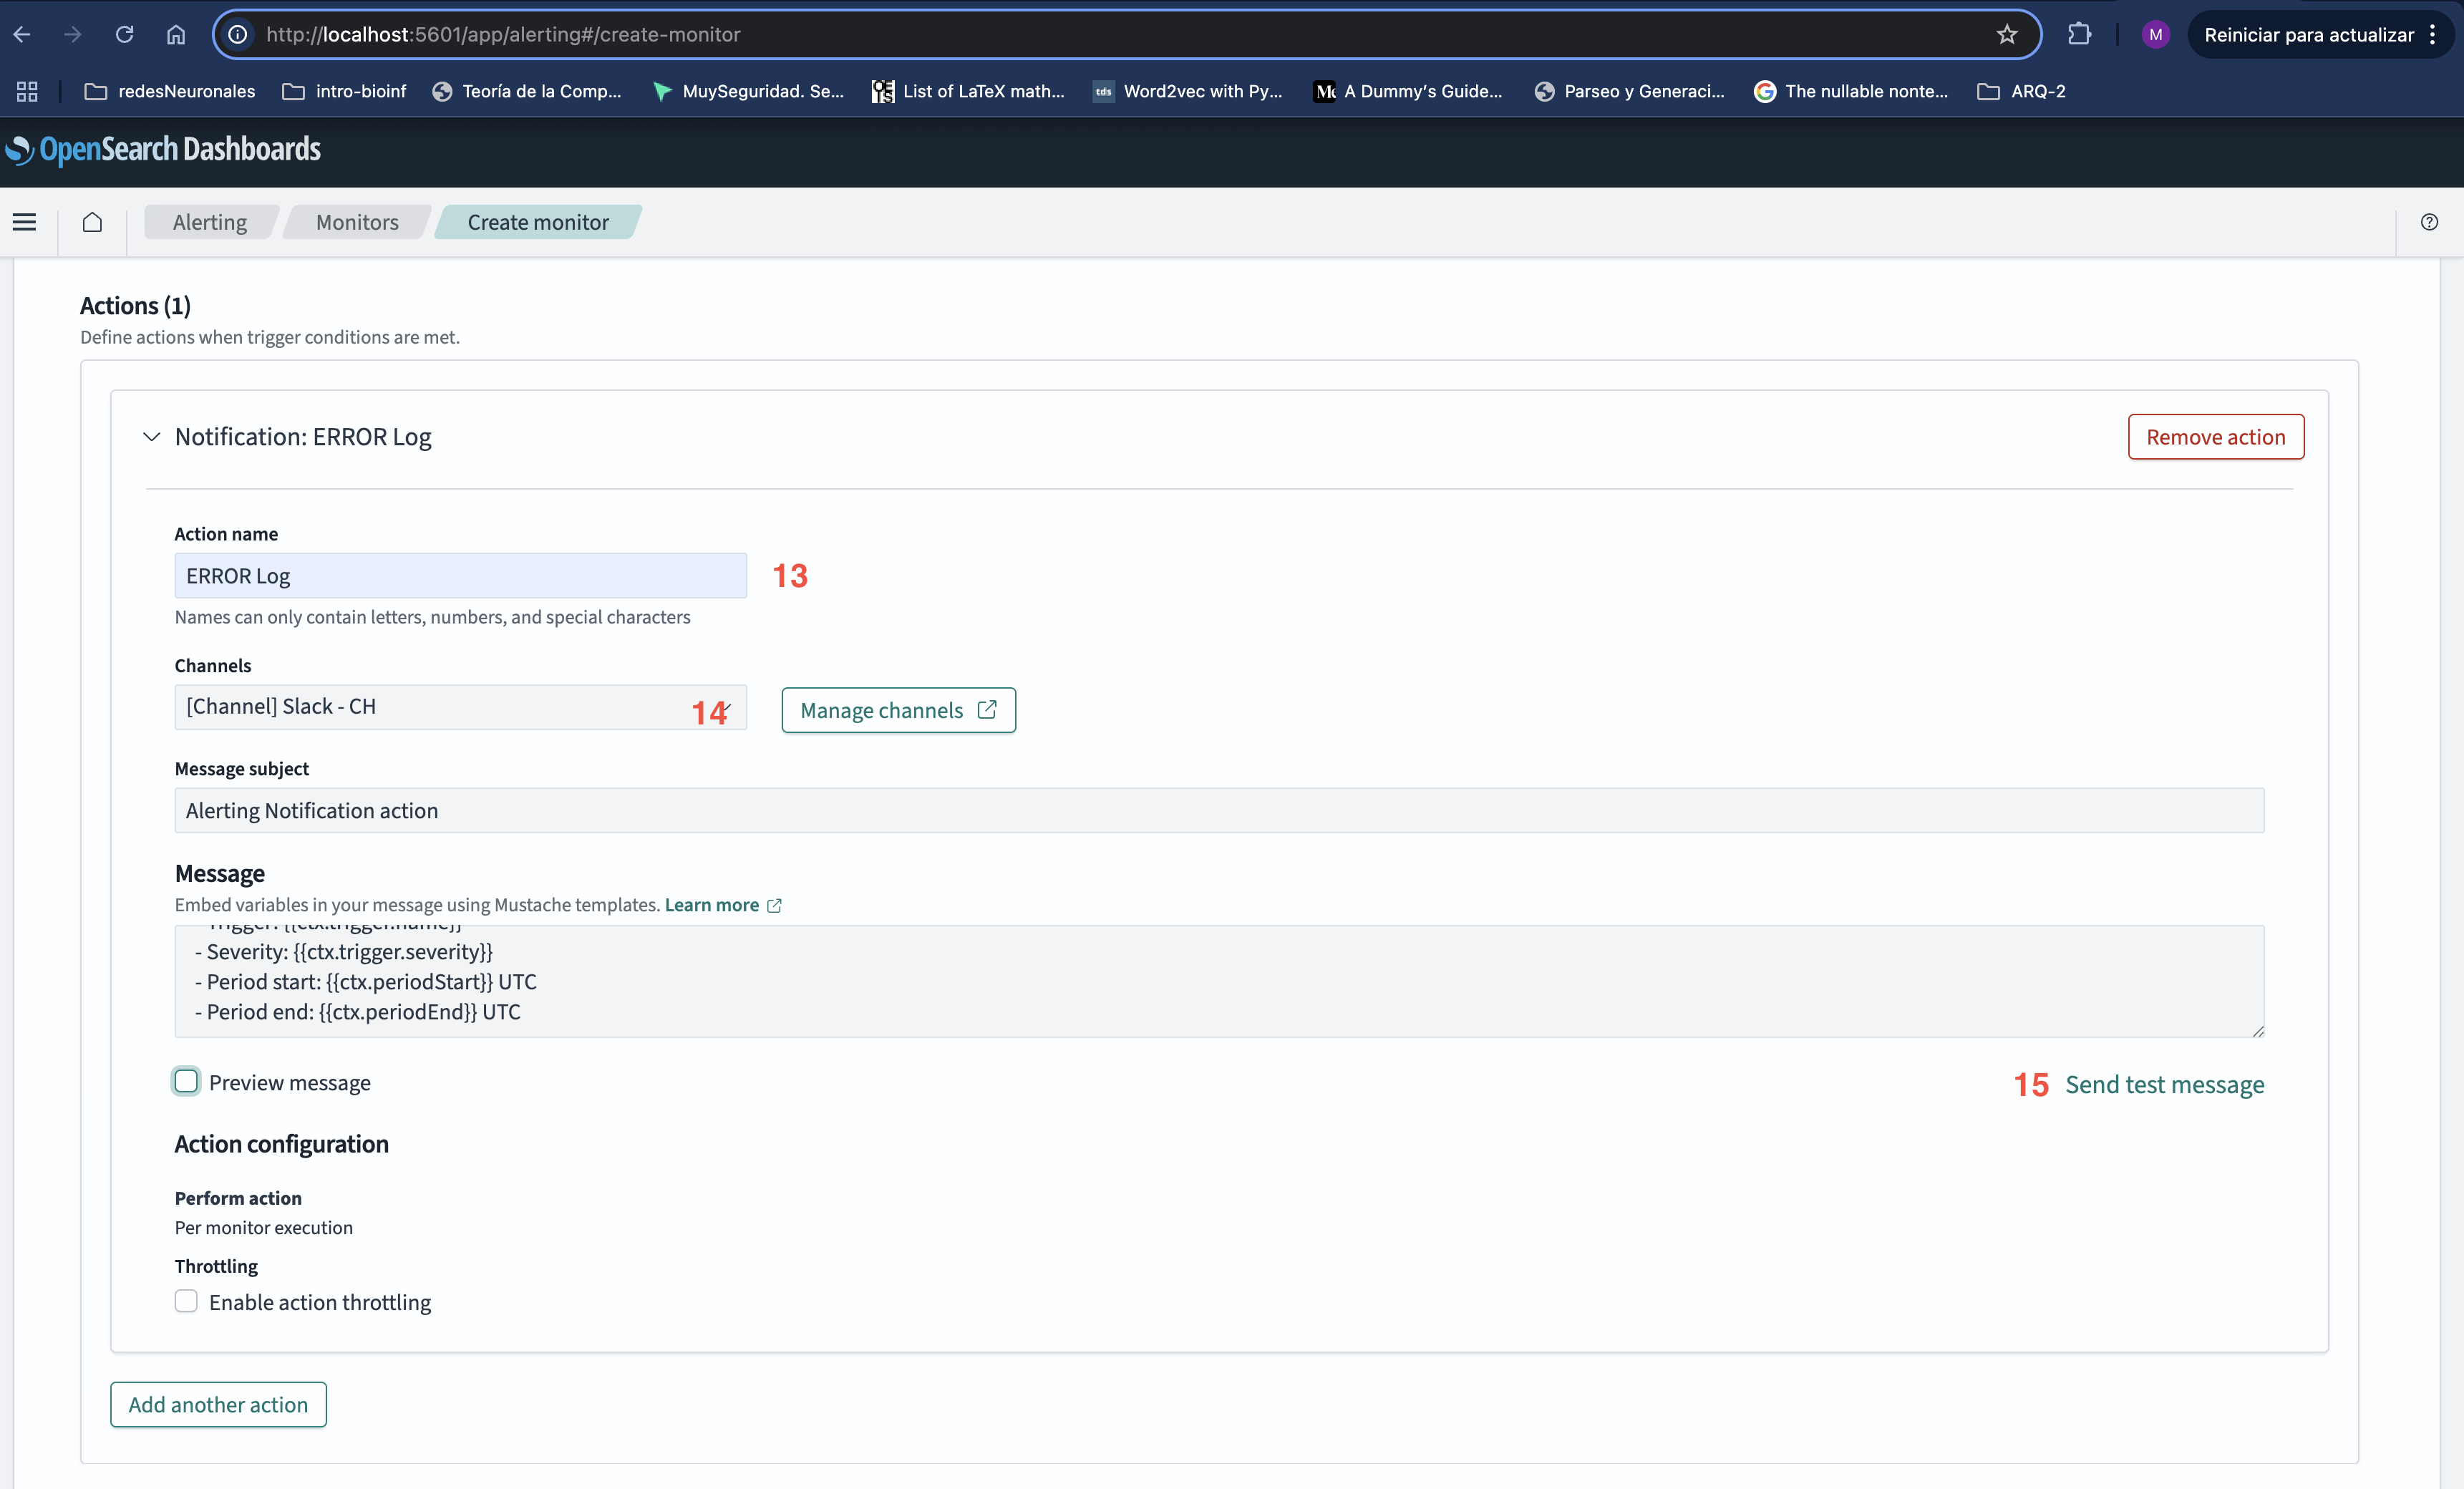 http://localhost:5601/app/alerting#/create-monitor
M
Reiniciar para actualizar
redesNeuronales
intro-bioinf
Teoría de la Comp...
MuySeguridad. Se...
List of LaTeX math...
tds Word2vec with Py...
A Dummy's Guide...
Parseo y Generaci...
The nullable nonte...
ARQ-2
OpenSearch Dashboards
Alerting
Monitors
Create monitor
Actions (1)
Define actions when trigger conditions are met.
Notification: ERROR Log
Remove action
Action name
ERROR Log
13
Names can only contain letters, numbers, and special characters
Channels
[Channel] Slack - CH
14
Manage channels
Message subject
Alerting Notification action
Message
Embed variables in your message using Mustache templates. Learn more
Trigger: {{ctx.trigger.name}}
- Severity: {{ctx.trigger.severity}}
- Period start: {{ctx.periodStart}} UTC
- Period end: {{ctx.periodEnd}} UTC
Preview message
15 Send test message
Action configuration
Perform action
Per monitor execution
Throttling
Enable action throttling
Add another action